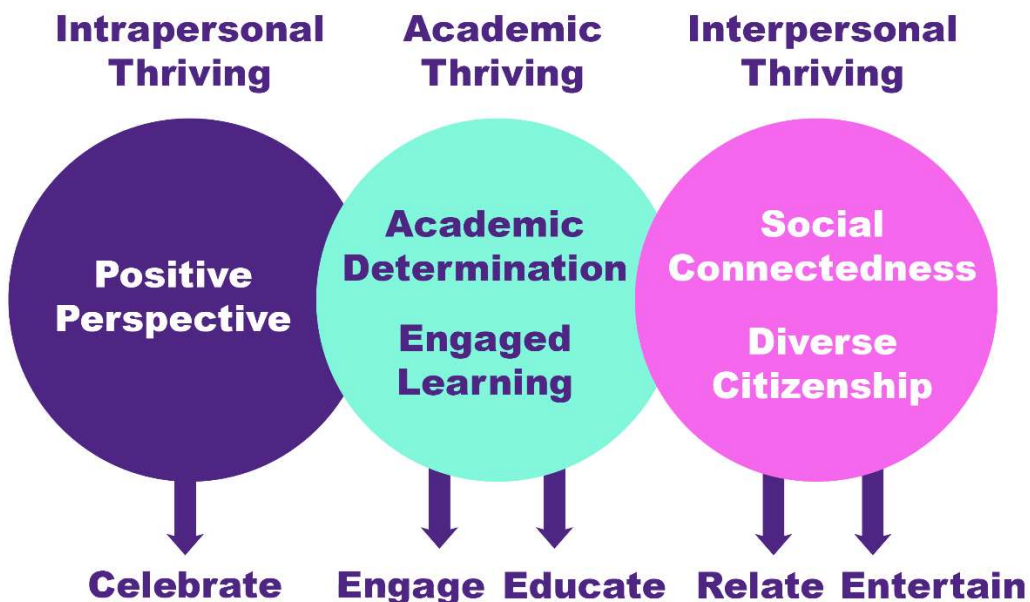 Intrapersonal
Thriving
Academic
Thriving
Interpersonal
Thriving
Positive
Perspective
Academic
Determination
Engaged
Learning
Social
Connectedness
Diverse
Citizenship
Celebrate
Engage
Educate
Relate
Entertain